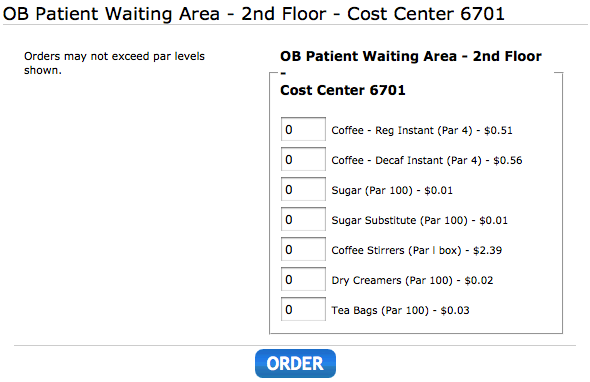 OB Patient Waiting Area - 2nd Floor - Cost Center 6701
Orders may not exceed par levels
shown.
OB Patient Waiting Area - 2nd Floor
-
Cost Center 6701
0 Coffee - Reg Instant (Par 4) - $0.51
0 Coffee - Decaf Instant (Par 4) - $0.56
0 Sugar (Par 100) - $0.01
0 Sugar Substitute (Par 100) - $0.01
0 Coffee Stirrers (Par l box) - $2.39
0 Dry Creamers (Par 100) - $0.02
0 Tea Bags (Par 100) - $0.03
ORDER